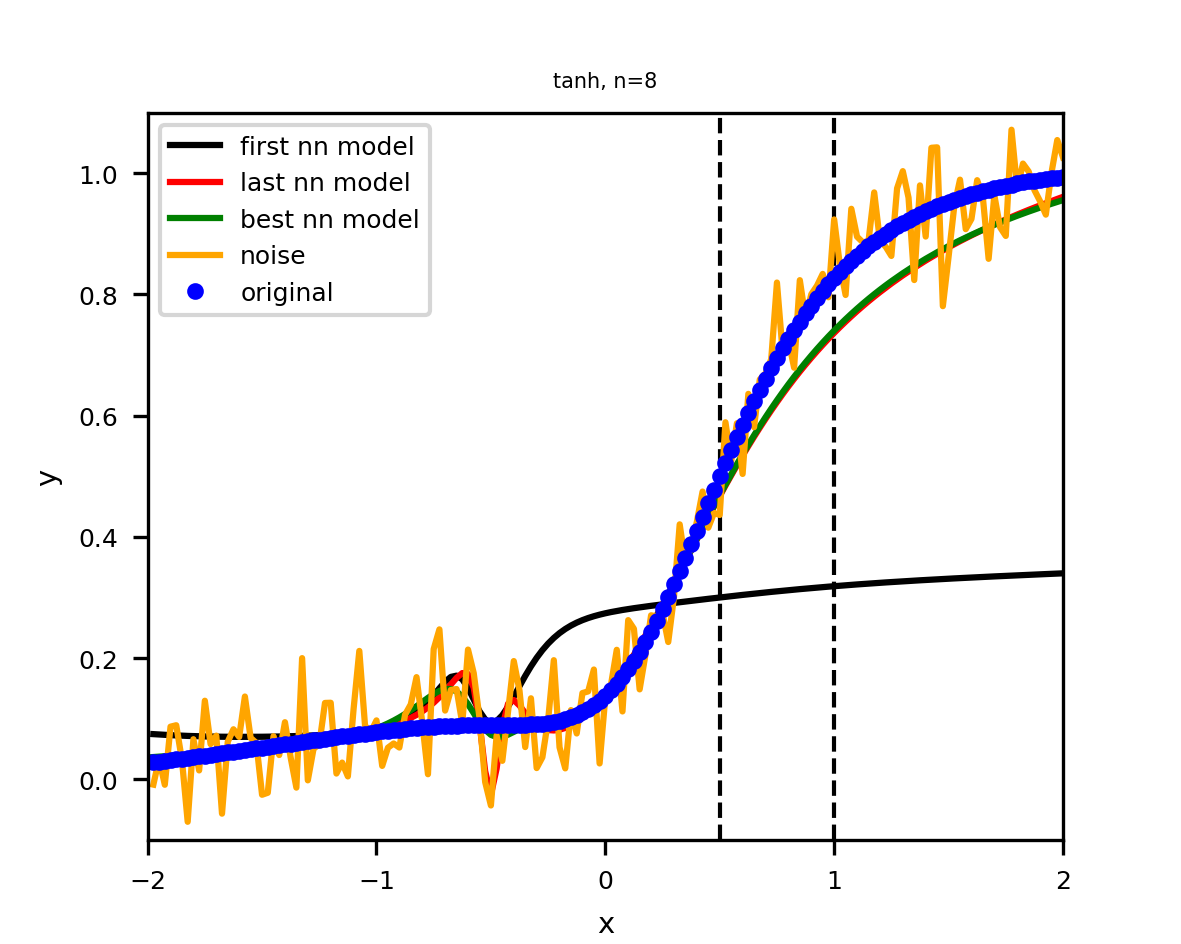 tanh, n=8
first nn model
last nn model
best nn model
noise
original
1.0
0.8
0.6
0.4
0.2
0.0
y
−2
−1
0
1
2
x